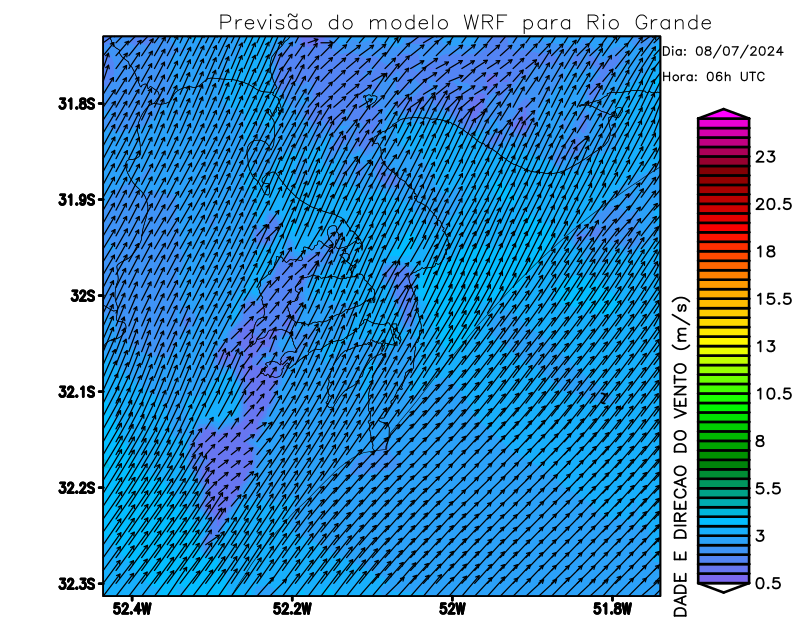 Previsão do modelo WRF para Rio Grande
Dia: 08/07/2024
Hora: 06h UTC
31.8S
31.9S
32S
32.1S
32.2S
32.3S
52.4W
52.2W
52W
51.8W
23
20.5
18
15.5
13
10.5
8
5.5
3
0.5
DADE E DIRECAO DO VENTO (m/s)